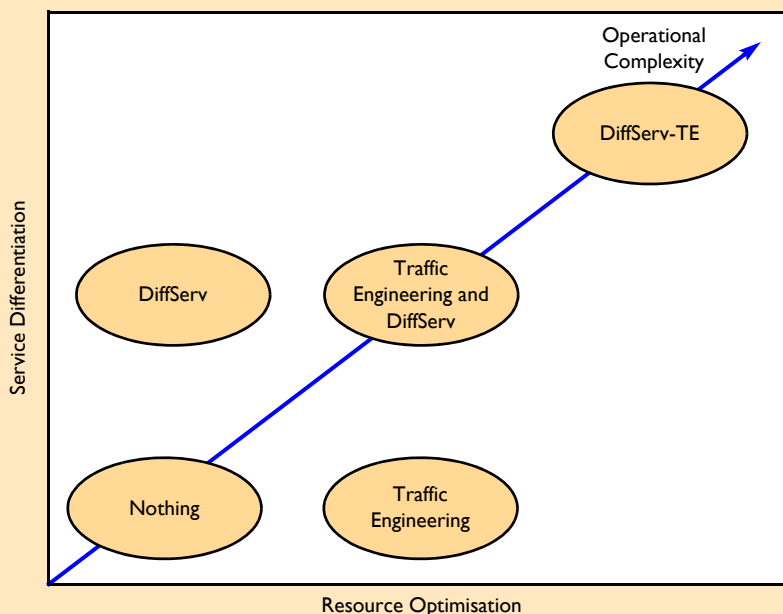 Operational
Complexity
DiffServ-TE
Service Differentiation
DiffServ
Traffic
Engineering and
DiffServ
Nothing
Traffic
Engineering
Resource Optimisation